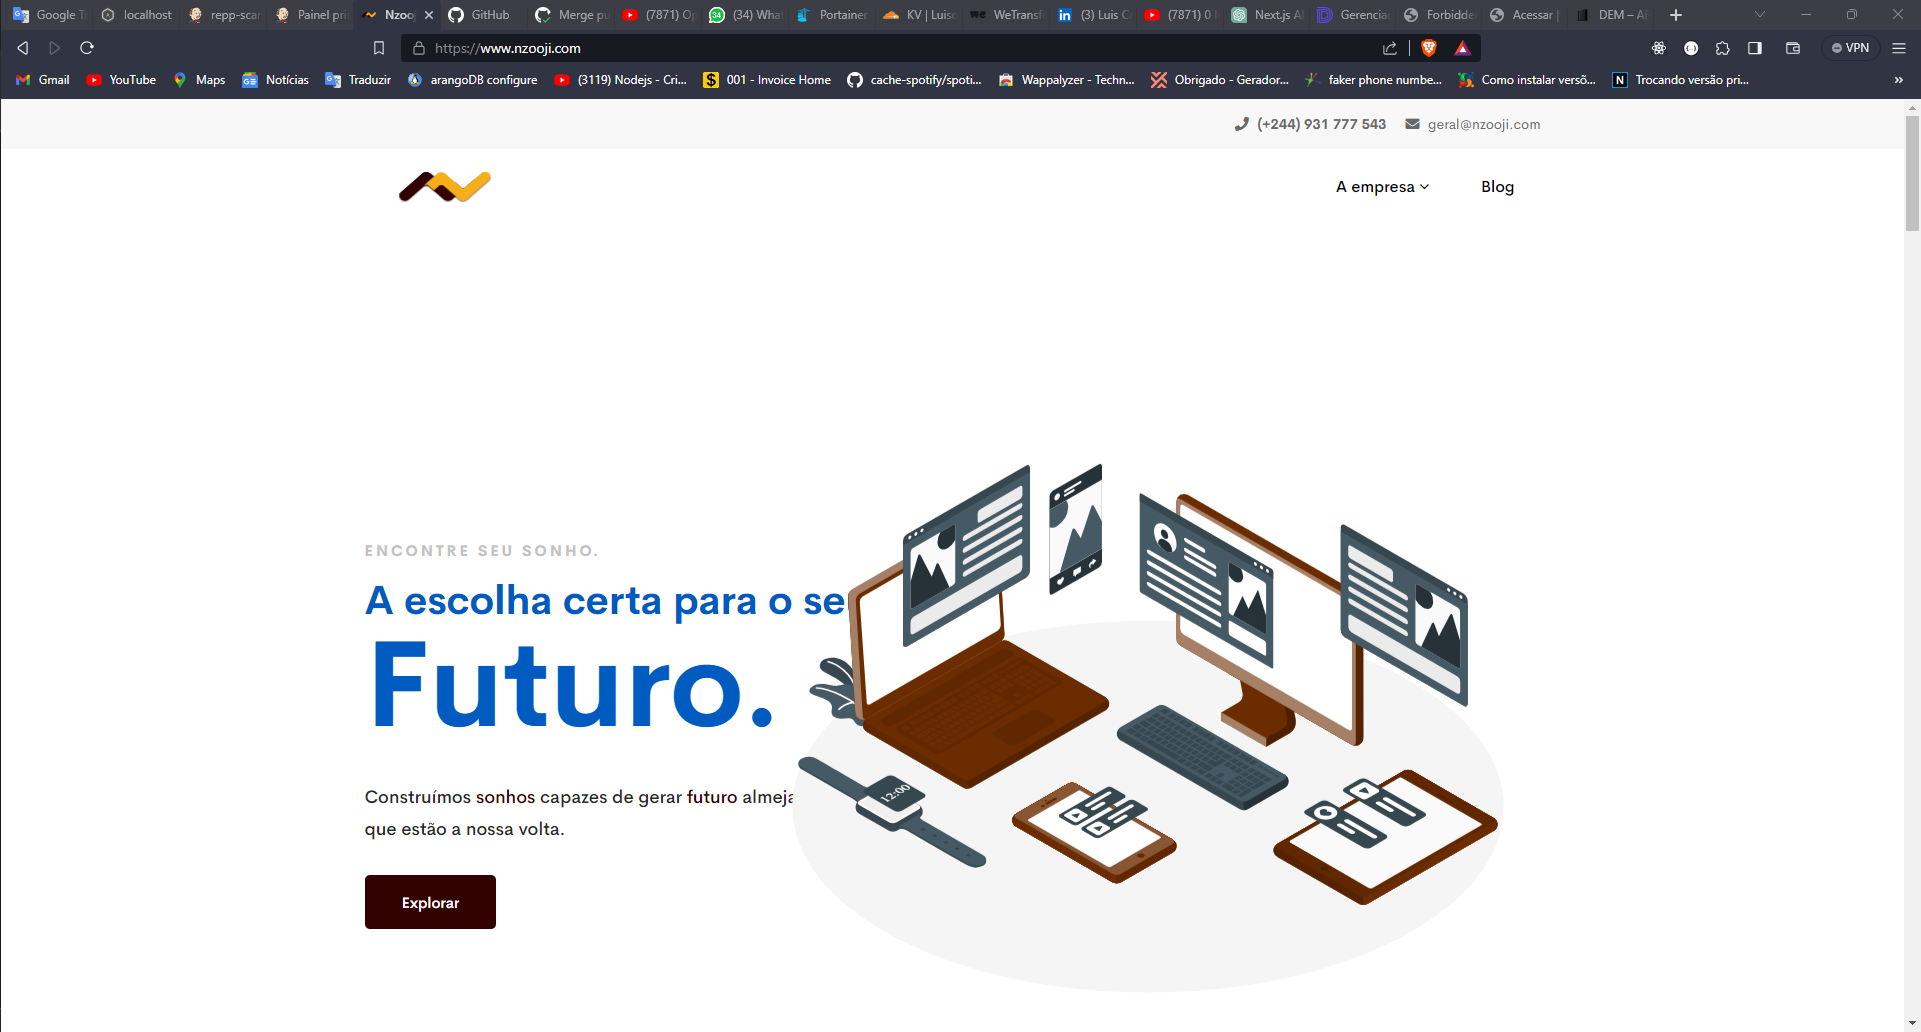 Google T
localhost
repp-scar
Painel pri
Nzooj
GitHub
Merge pu
(7871) Op
(34) What
Portainer
KV | Luisc
WeTransf
(3) Luis C
(7871) 0 k
Next.js A
Gerencia
Forbidde
Acessar |
DEM – A
https://www.nzooji.com
VPN
Gmail
YouTube
Maps
Notícias
Traduzir
arangoDB configure
(3119) Nodejs - Cri...
001 - Invoice Home
cache-spotify/spoti...
Wappalyzer - Techn...
Obrigado - Gerador...
faker phone numbe...
Como instalar versõ...
Trocando versão pri...
»
(+244) 931 777 543
geral@nzooji.com
A empresa
Blog
ENCONTRE SEU SONHO.
A escolha certa para o se
Futuro.
Construímos sonhos capazes de gerar futuro almeja
que estão a nossa volta.
Explorar
12:00